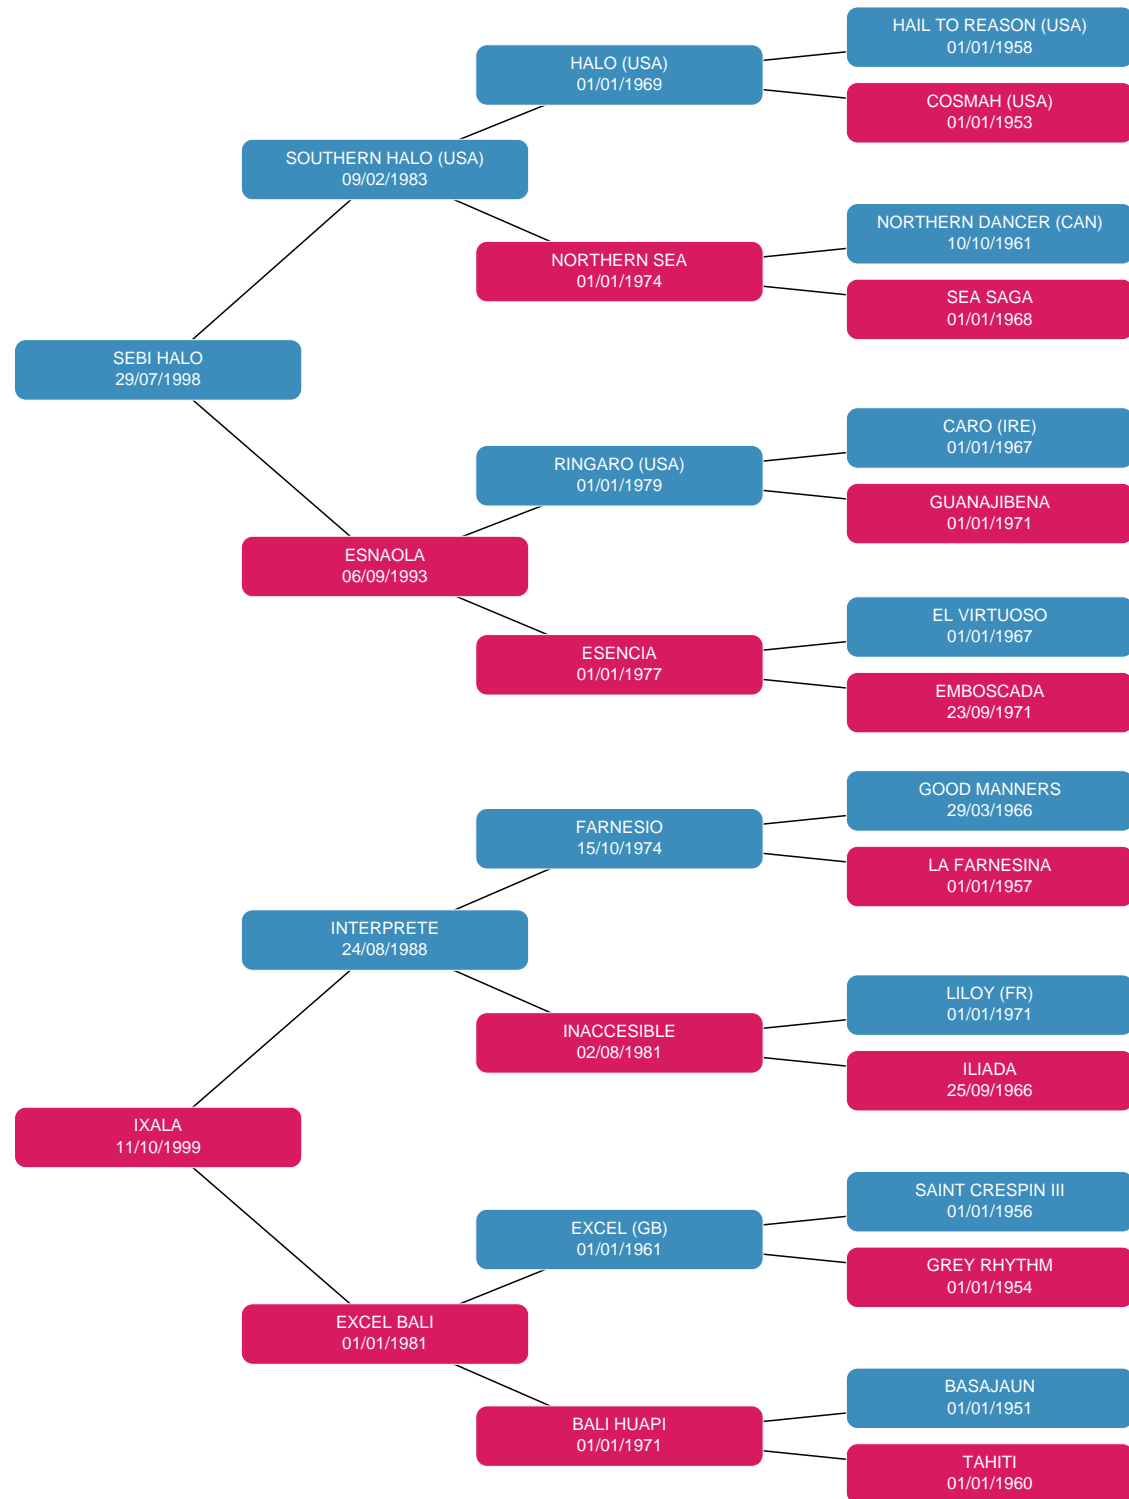 HAIL TO REASON (USA)
01/01/1958
HALO (USA)
01/01/1969
COSMAH (USA)
01/01/1953
SOUTHERN HALO (USA)
09/02/1983
NORTHERN DANCER (CAN)
10/10/1961
NORTHERN SEA
01/01/1974
SEA SAGA
01/01/1968
SEBI HALO
29/07/1998
CARO (IRE)
01/01/1967
RINGARO (USA)
01/01/1979
GUANAJIBENA
01/01/1971
ESNAOLA
06/09/1993
EL VIRTUOSO
01/01/1967
ESENCIA
01/01/1977
EMBOSCADA
23/09/1971
GOOD MANNERS
29/03/1966
FARNESIO
15/10/1974
LA FARNESINA
01/01/1957
INTERPRETE
24/08/1988
LILOY (FR)
01/01/1971
INACCESIBLE
02/08/1981
ILIADA
25/09/1966
IXALA
11/10/1999
SAINT CRESPIN III
01/01/1956
EXCEL (GB)
01/01/1961
GREY RHYTHM
01/01/1954
EXCEL BALI
01/01/1981
BASAJAUN
01/01/1951
BALI HUAPI
01/01/1971
TAHITI
01/01/1960